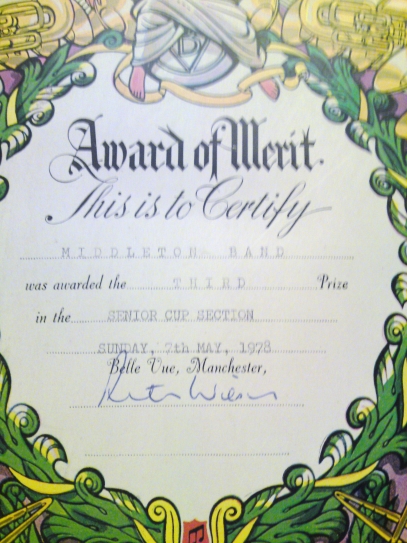 Award of Merit.
This is to Certify
MIDDLETON BAND
was awarded the THIRD Prize
in the SENIOR CUP SECTION
SUNDAY, 7th MAY, 1978
Belle Vue, Manchester,